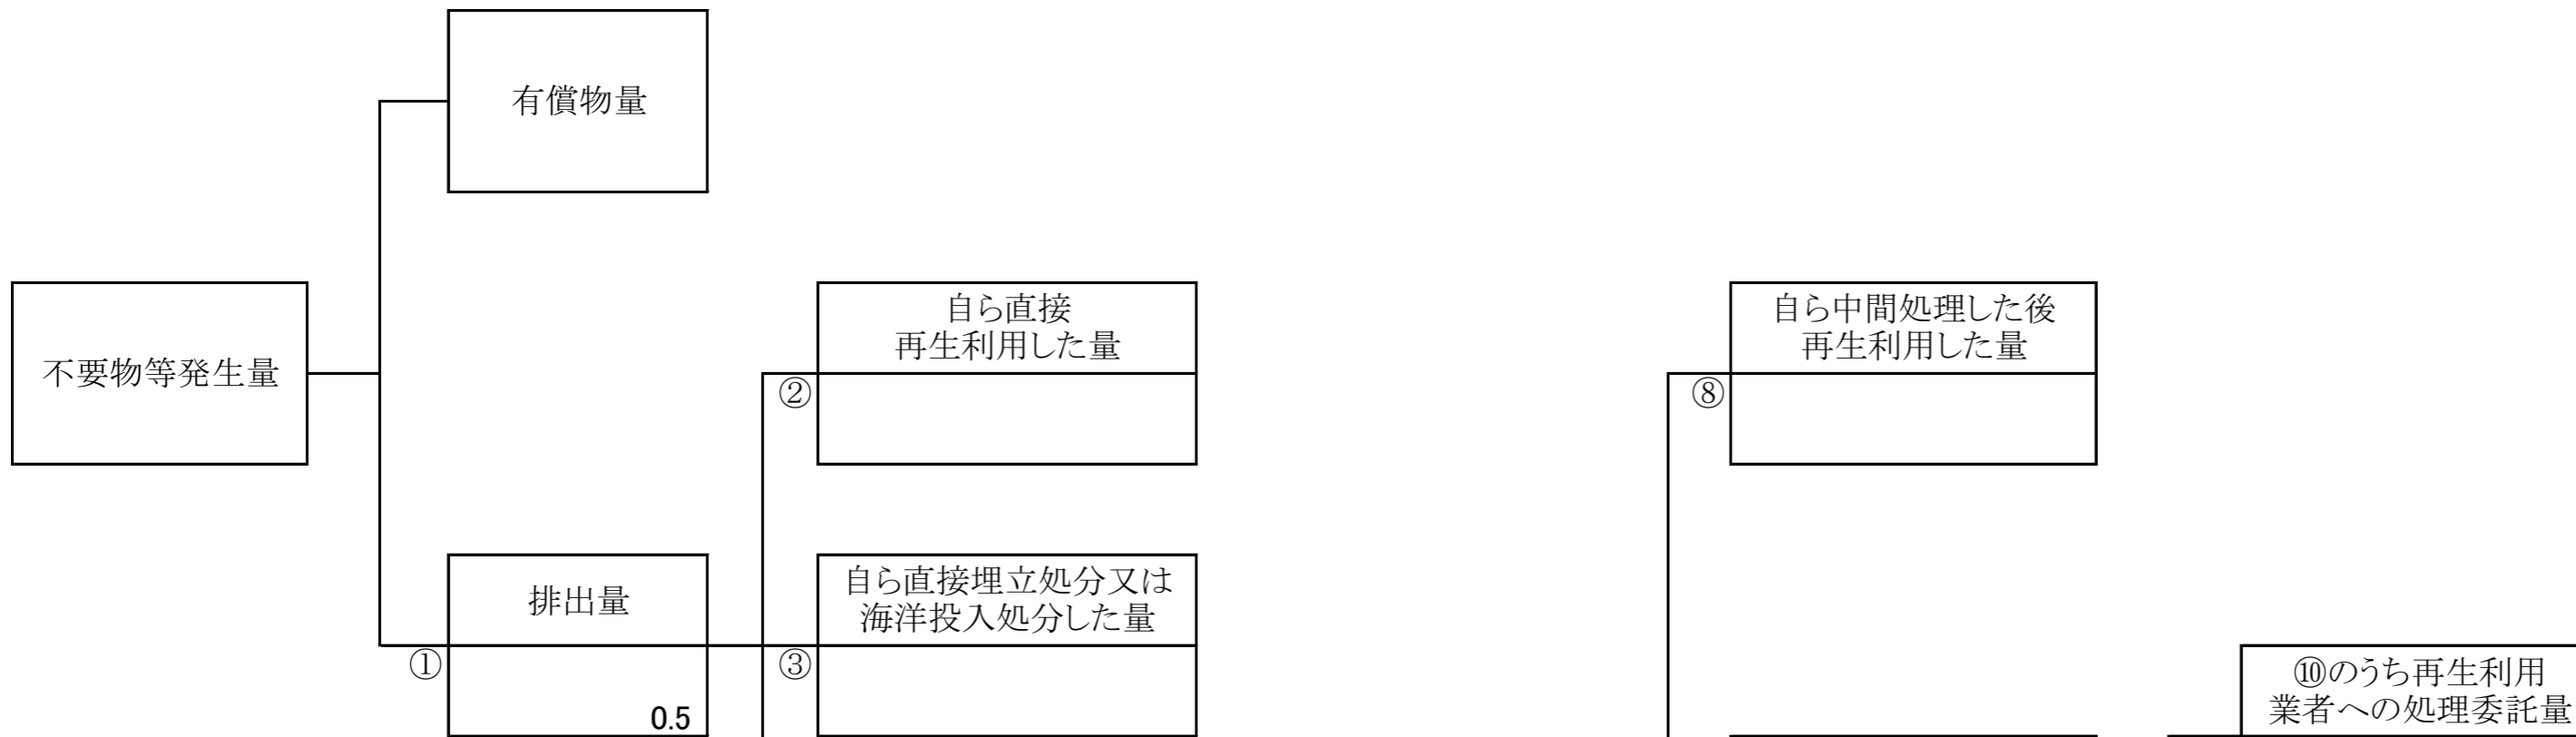 有償物量
不要物等発生量
自ら直接
再生利用した量
②
自ら中間処理した後
再生利用した量
⑧
排出量
①
0.5
自ら直接埋立処分又は
海洋投入処分した量
③
⑩のうち再生利用
業者への処理委託量